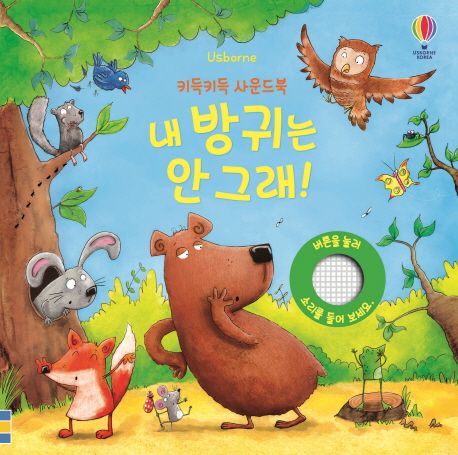 Usborne
USBORNE
KOREA
키득키득 사운드북
내 방귀는
안 그래!
버튼을 눌러
소리를 들어 보세요.